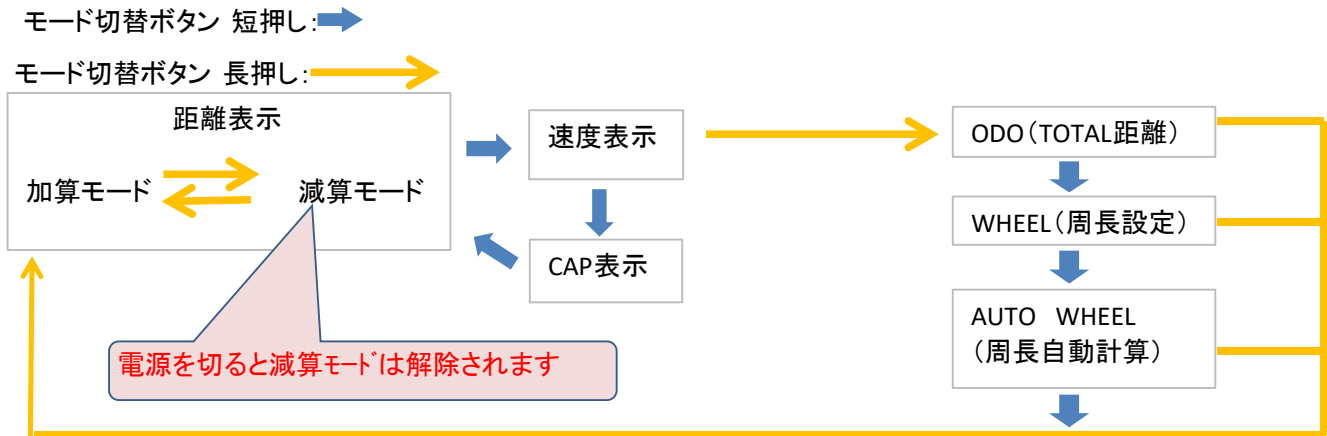 モード切替ボタン 短押し:
モード切替ボタン 長押し:
距離表示
加算モード
減算モード
速度表示
CAP表示
電源を切ると減算ﾓｰﾄﾞは解除されます
ODO(TOTAL距離)
WHEEL(周長設定)
AUTO WHEEL
(周長自動計算)